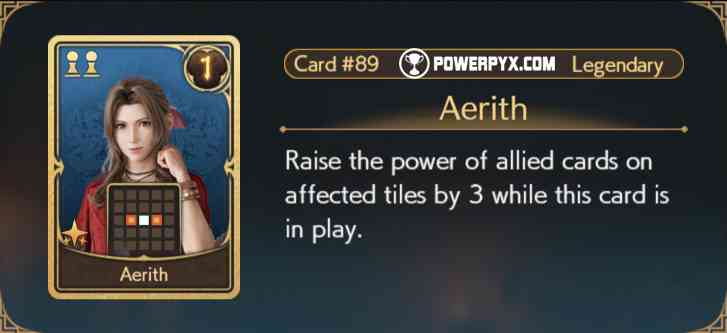 1
Aerith
Card #89 POWERPYX.COM Legendary
Aerith
Raise the power of allied cards on
affected tiles by 3 while this card is
in play.